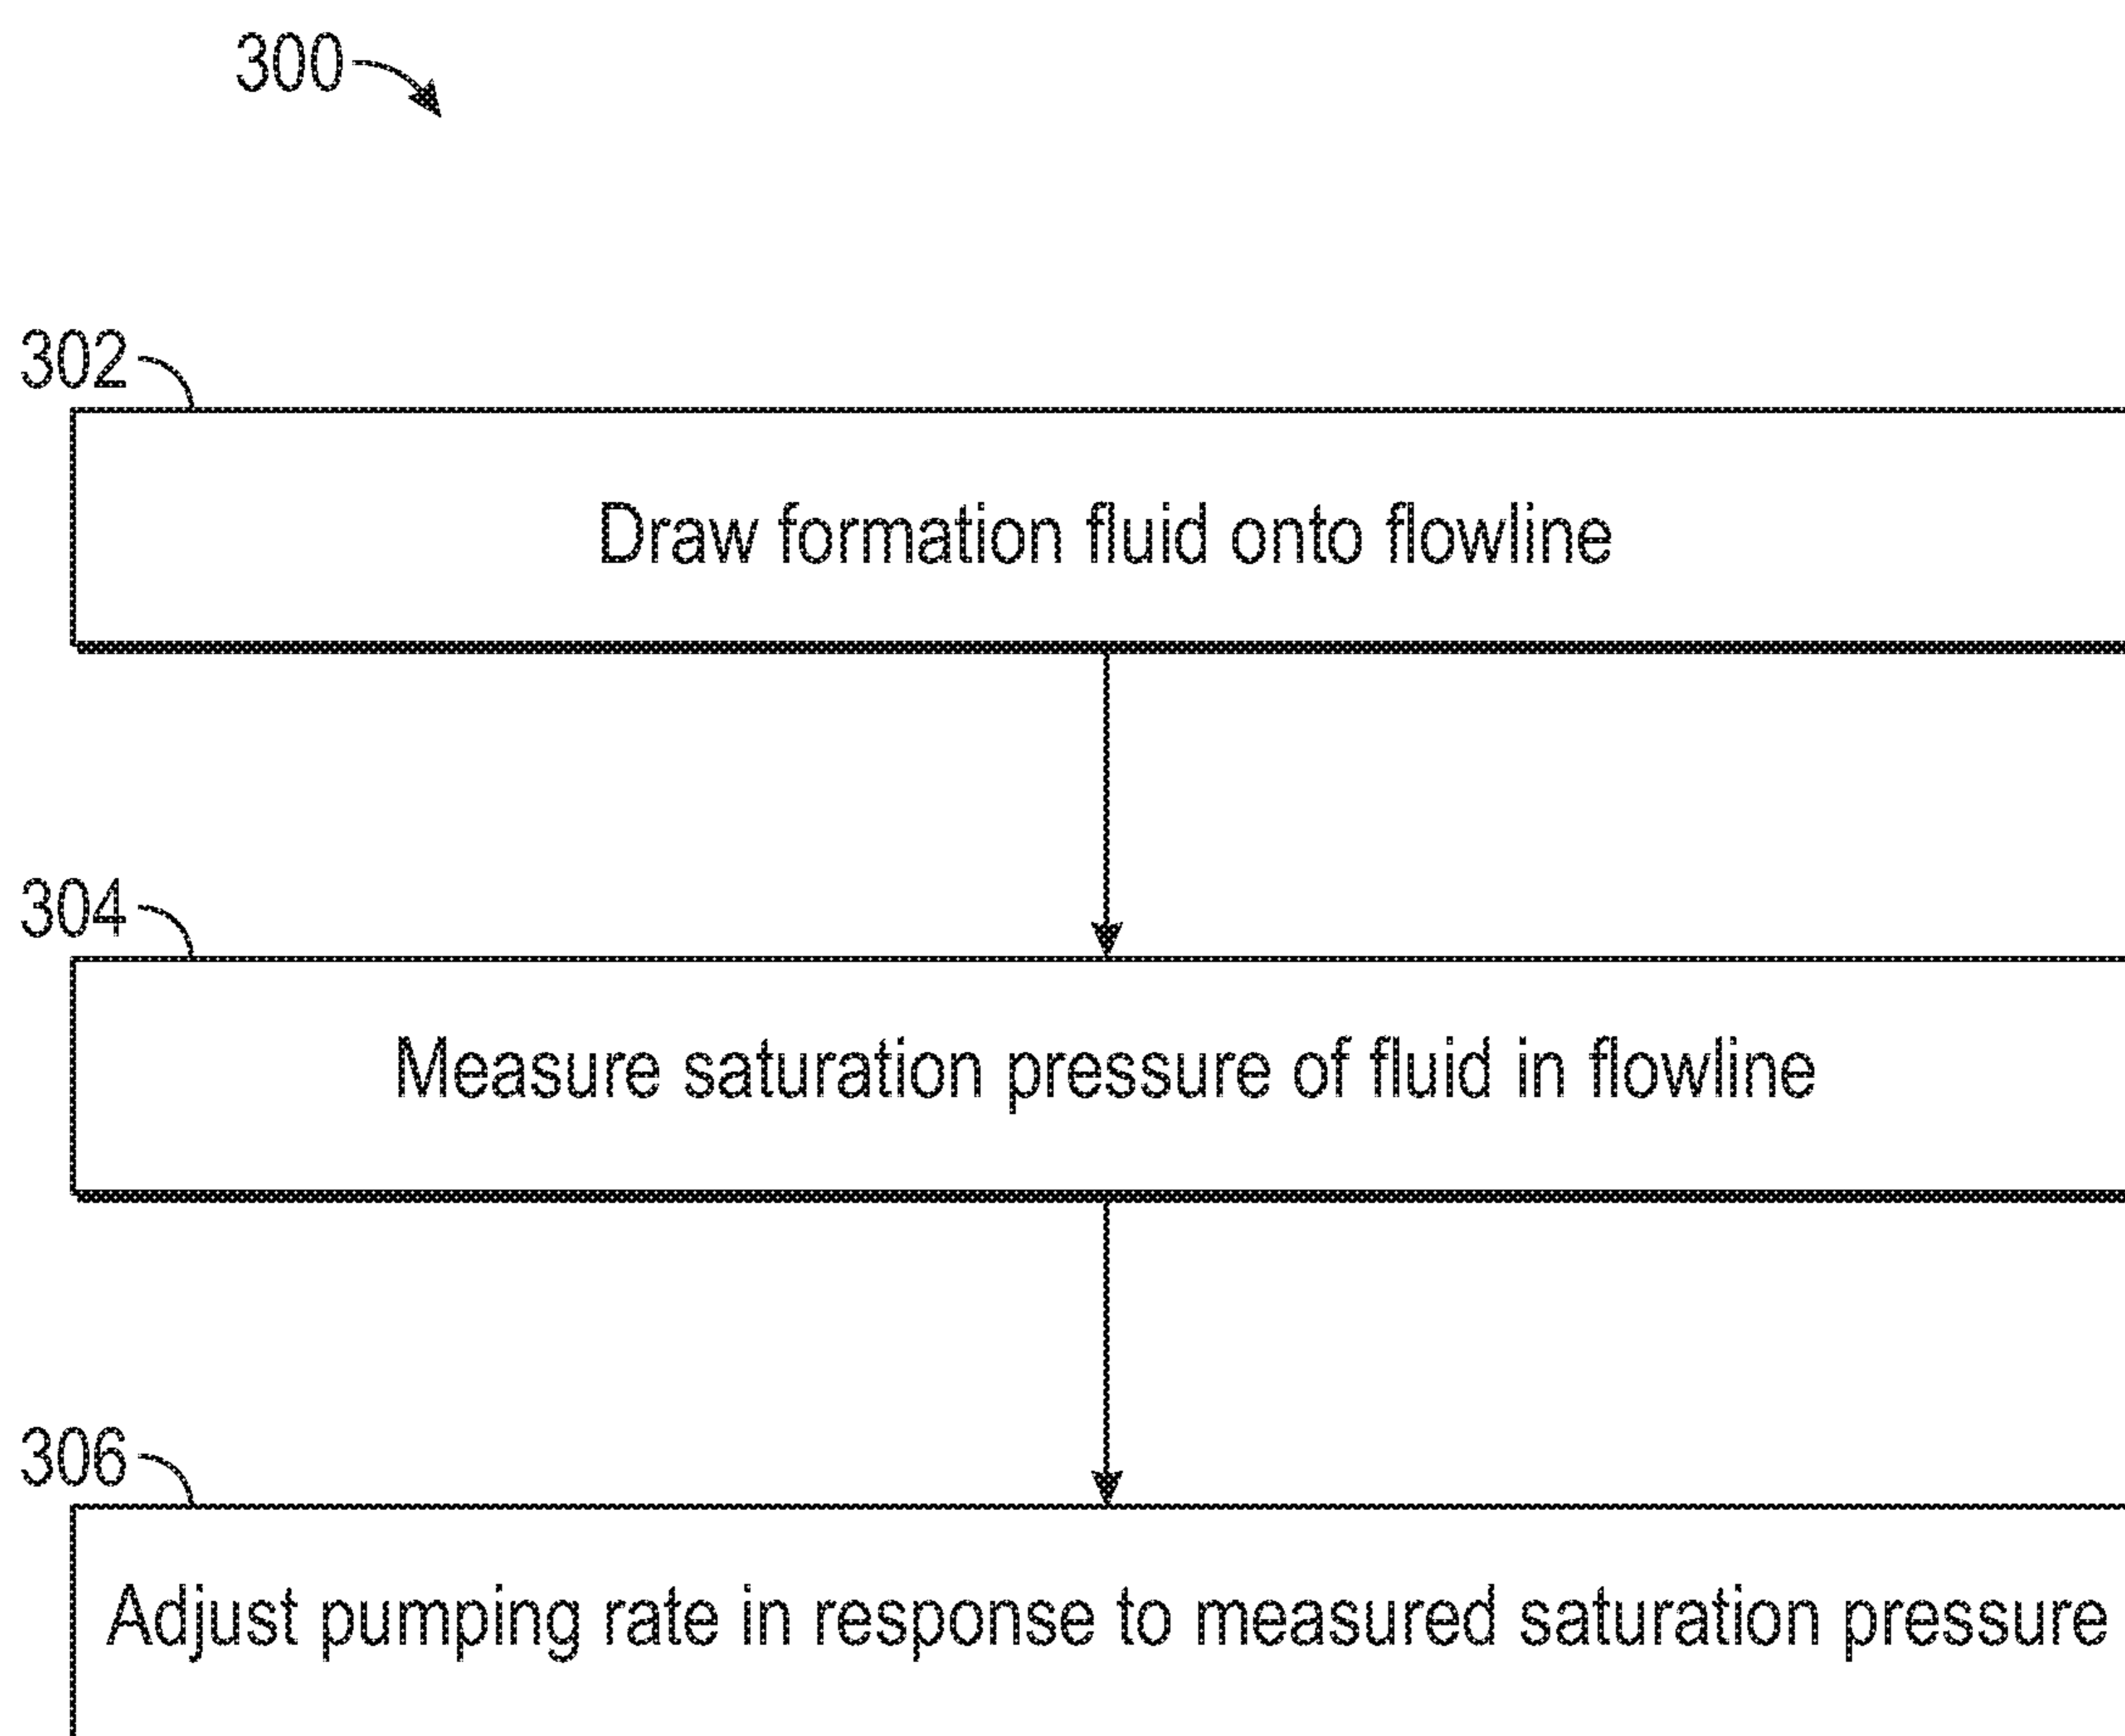 300
302
Draw formation fluid onto flowline
304
Measure saturation pressure of fluid in flowline
306
Adjust pumping rate in response to measured saturation pressure